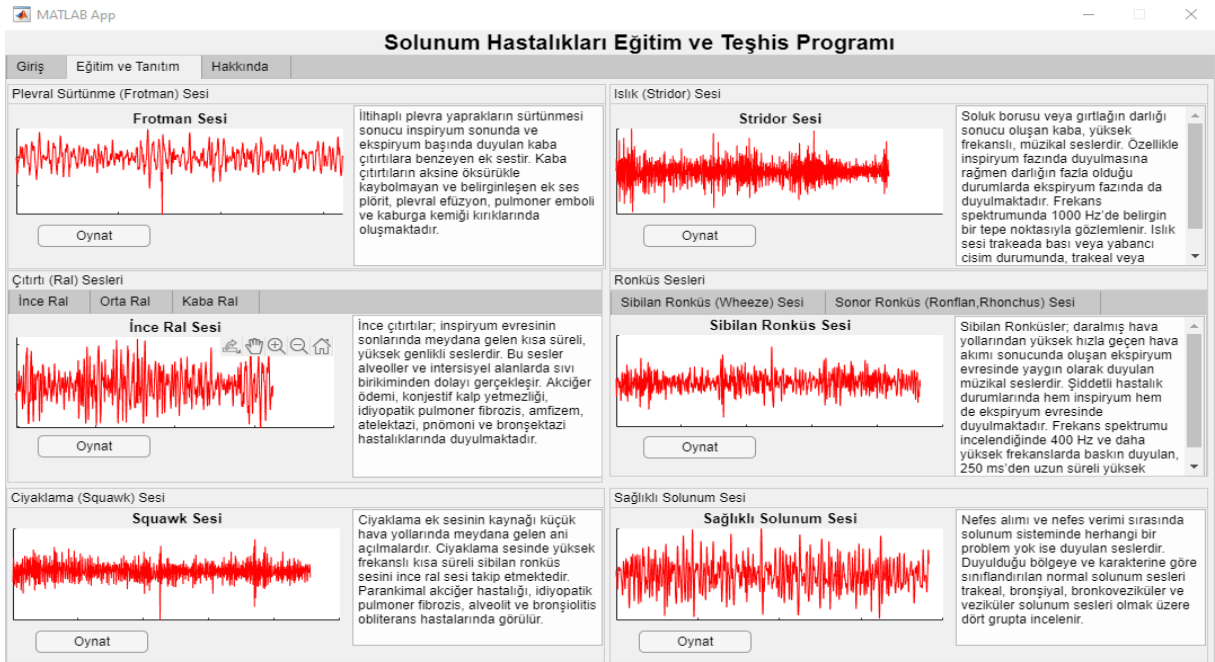 MATLAB App
Solunum Hastalıkları Eğitim ve Teşhis Programı
Giriş
Eğitim ve Tanıtım
Hakkında
Plevral Sürtünme (Frotman) Sesi
Frotman Sesi
Oynat
İltihaplı plevra yaprakların sürtünmesi
sonucu inspiryum sonunda ve
ekspiryum başında duyulan kaba
çıtırtılara benzeyen ek sestir. Kaba
çıtırtıların aksine öksürükle
kaybolmayan ve belirginleşen ek ses
plörit, plevral efüzyon, pulmoner emboli
ve kaburga kemiği kırıklarında
oluşmaktadır.
Islık (Stridor) Sesi
Stridor Sesi
Oynat
Soluk borusu veya gırtlağın darlığı
sonucu oluşan kaba, yüksek
frekanslı, müzikal seslerdir. Özellikle
inspiryum fazında duyulmasına
rağmen darlığın fazla olduğu
durumlarda ekspiryum fazında da
duyulmaktadır. Frekans
spektrumunda 1000 Hz'de belirgin
bir tepe noktasıyla gözlemlenir. Islık
sesi trakeada bası veya yabancı
cisim durumunda, trakeal veya
Çıtırtı (Ral) Sesleri
İnce Ral
Orta Ral
Kaba Ral
İnce Ral Sesi
Oynat
İnce çıtırtılar; inspiryum evresinin
sonlarında meydana gelen kısa süreli,
yüksek genlikli seslerdir. Bu sesler
alveoller ve intersisyel alanlarda sıvı
birikiminden dolayı gerçekleşir. Akciğer
ödemi, konjestif kalp yetmezliği,
idiyopatik pulmoner fibrozis, amfizem,
atelektazi, pnömoni ve bronşektazi
hastalıklarında duyulmaktadır.
Ronküs Sesleri
Sibilan Ronküs (Wheeze) Sesi
Sonor Ronküs (Ronflan,Rhonchus) Sesi
Sibilan Ronküs Sesi
Oynat
Sibilan Ronküsler; daralmış hava
yollarından yüksek hızla geçen hava
akımı sonucunda oluşan ekspiryum
evresinde yaygın olarak duyulan
müzikal seslerdir. Şiddetli hastalık
durumlarında hem inspiryum hem
de ekspiryum evresinde
duyulmaktadır. Frekans spektrumu
incelendiğinde 400 Hz ve daha
yüksek frekanslarda baskın duyulan,
250 ms'den uzun süreli yüksek
Ciyaklama (Squawk) Sesi
Squawk Sesi
Oynat
Ciyaklama ek sesinin kaynağı küçük
hava yollarında meydana gelen ani
açılmalardır. Ciyaklama sesinde yüksek
frekanslı kısa süreli sibilan ronküs
sesini ince ral sesi takip etmektedir.
Parankimal akciğer hastalığı, idiyopatik
pulmoner fibrozis, alveolit ve bronşiolitis
obliterans hastalarında görülür.
Sağlıklı Solunum Sesi
Sağlıklı Solunum Sesi
Oynat
Nefes alımı ve nefes verimi sırasında
solunum sisteminde herhangi bir
problem yok ise duyulan seslerdir.
Duyulduğu bölgeye ve karakterine göre
sınıflandırılan normal solunum sesleri
trakeal, bronşiyal, bronkoveziküler ve
veziküler solunum sesleri olmak üzere
dört grupta incelenir.